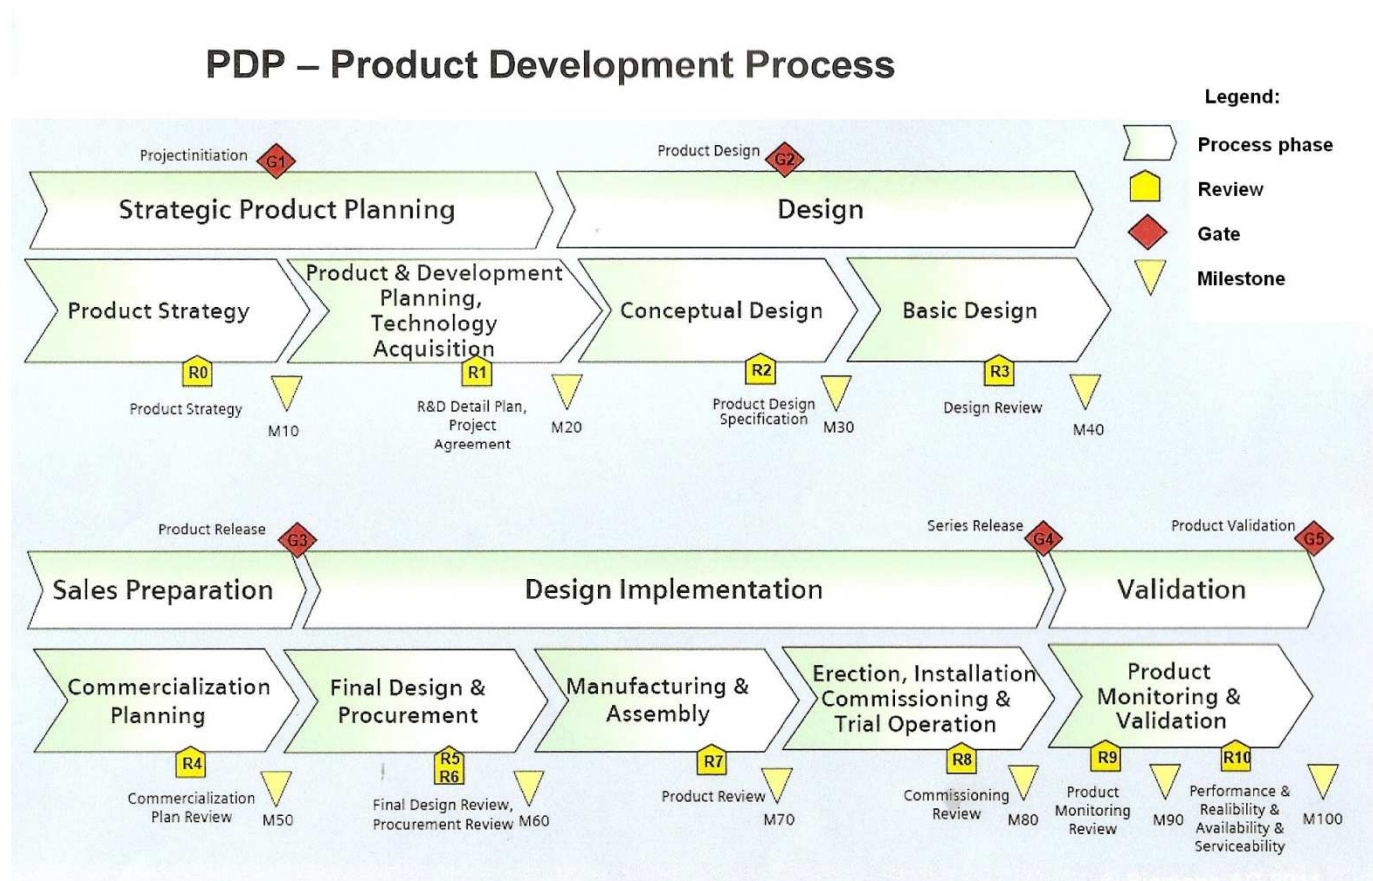 PDP – Product Development Process
Legend:
Process phase
Review
Gate
Milestone
Projectinitiation
G1
Product Design
G2
Strategic Product Planning
Design
Product Strategy
Product & Development
Planning,
Technology
Acquisition
Conceptual Design
Basic Design
R0
R1
R2
R3
Product Strategy
M10
R&D Detail Plan,
Project
Agreement
M20
Product Design
Specification
M30
Design Review
M40
Product Release
G3
Series Release
G4
Product Validation
G5
Sales Preparation
Design Implementation
Validation
Commercialization
Planning
Final Design &
Procurement
Manufacturing &
Assembly
Erection, Installation
Commissioning &
Trial Operation
Product
Monitoring &
Validation
R4
R5
R6
R7
R8
R9
R10
Commercialization
Plan Review
M50
Final Design Review,
Procurement Review
M60
Product Review
M70
Commissioning
Review
M80
Product
Monitoring
Review
M90
Performance &
Realibility &
Availability &
Serviceability
M100